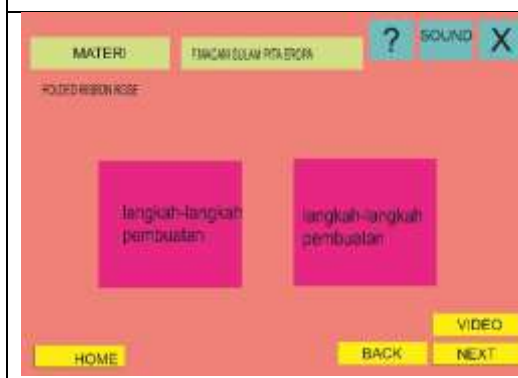 MATERI
MACAM SULAM PITA EROPA
?
SOUND
X
FOLDED RIBBON ROSE
langkah-langkah
pembuatan
langkah-langkah
pembuatan
VIDEO
HOME
BACK
NEXT